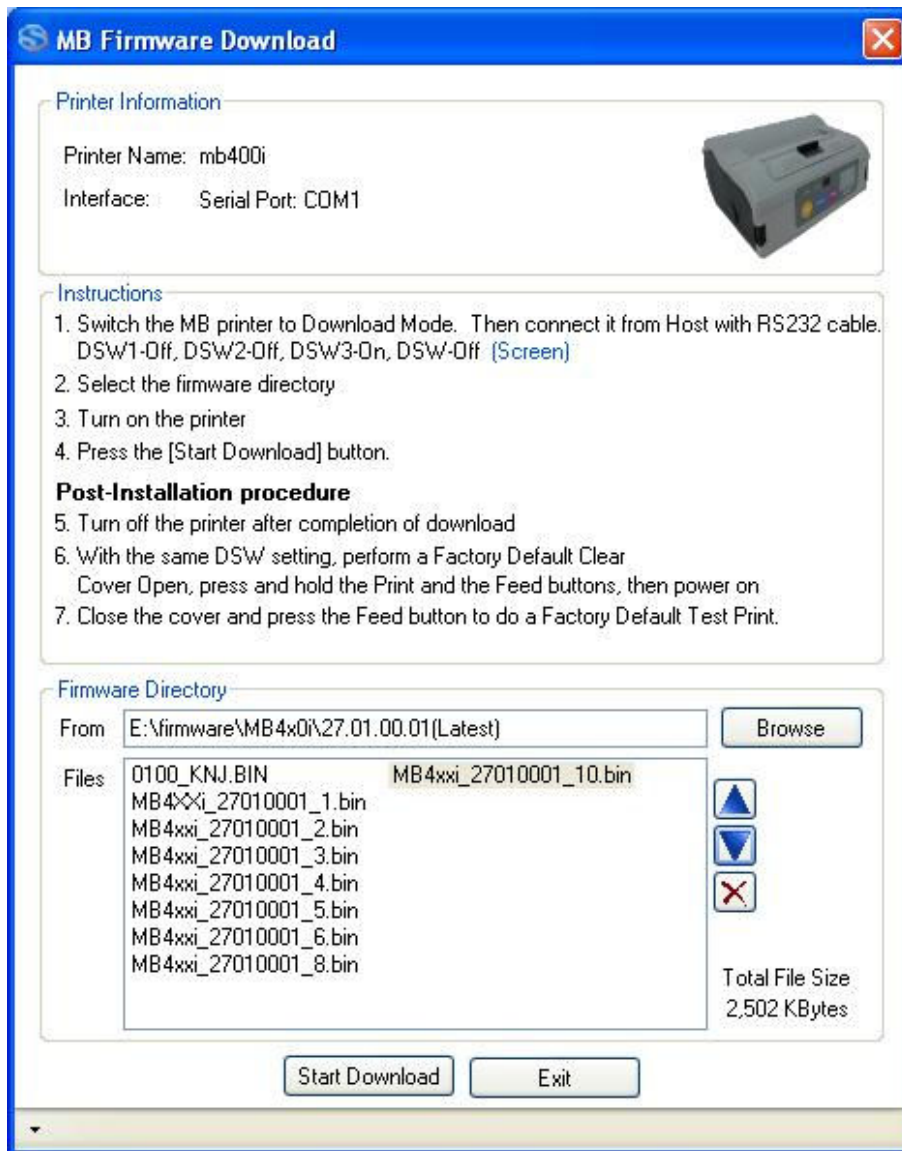 MB Firmware Download
Printer Information
Printer Name: mb400i
Interface: Serial Port: COM1
Instructions
1. Switch the MB printer to Download Mode. Then connect it from Host with RS232 cable.
DSW1-Off, DSW2-Off, DSW3-On, DSW-Off (Screen)
2. Select the firmware directory
3. Turn on the printer
4. Press the [Start Download] button.
Post-Installation procedure
5. Turn off the printer after completion of download
6. With the same DSW setting, perform a Factory Default Clear
Cover Open, press and hold the Print and the Feed buttons, then power on
7. Close the cover and press the Feed button to do a Factory Default Test Print.
Firmware Directory
From E:\firmware\MB4x0i\27.01.00.01(Latest) Browse
Files 0100_KNJ.BIN MB4xxi_27010001_10.bin
MB4XXi_27010001_1.bin
MB4xxi_27010001_2.bin
MB4xxi_27010001_3.bin
MB4xxi_27010001_4.bin
MB4xxi_27010001_5.bin
MB4xxi_27010001_6.bin
MB4xxi_27010001_8.bin
Total File Size
2,502 KBytes
Start Download Exit